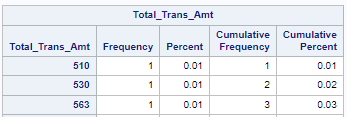 Total_Trans_Amt
Total_Trans_Amt Frequency Percent Cumulative Frequency Cumulative Percent
510 1 0.01 1 0.01
530 1 0.01 2 0.02
563 1 0.01 3 0.03